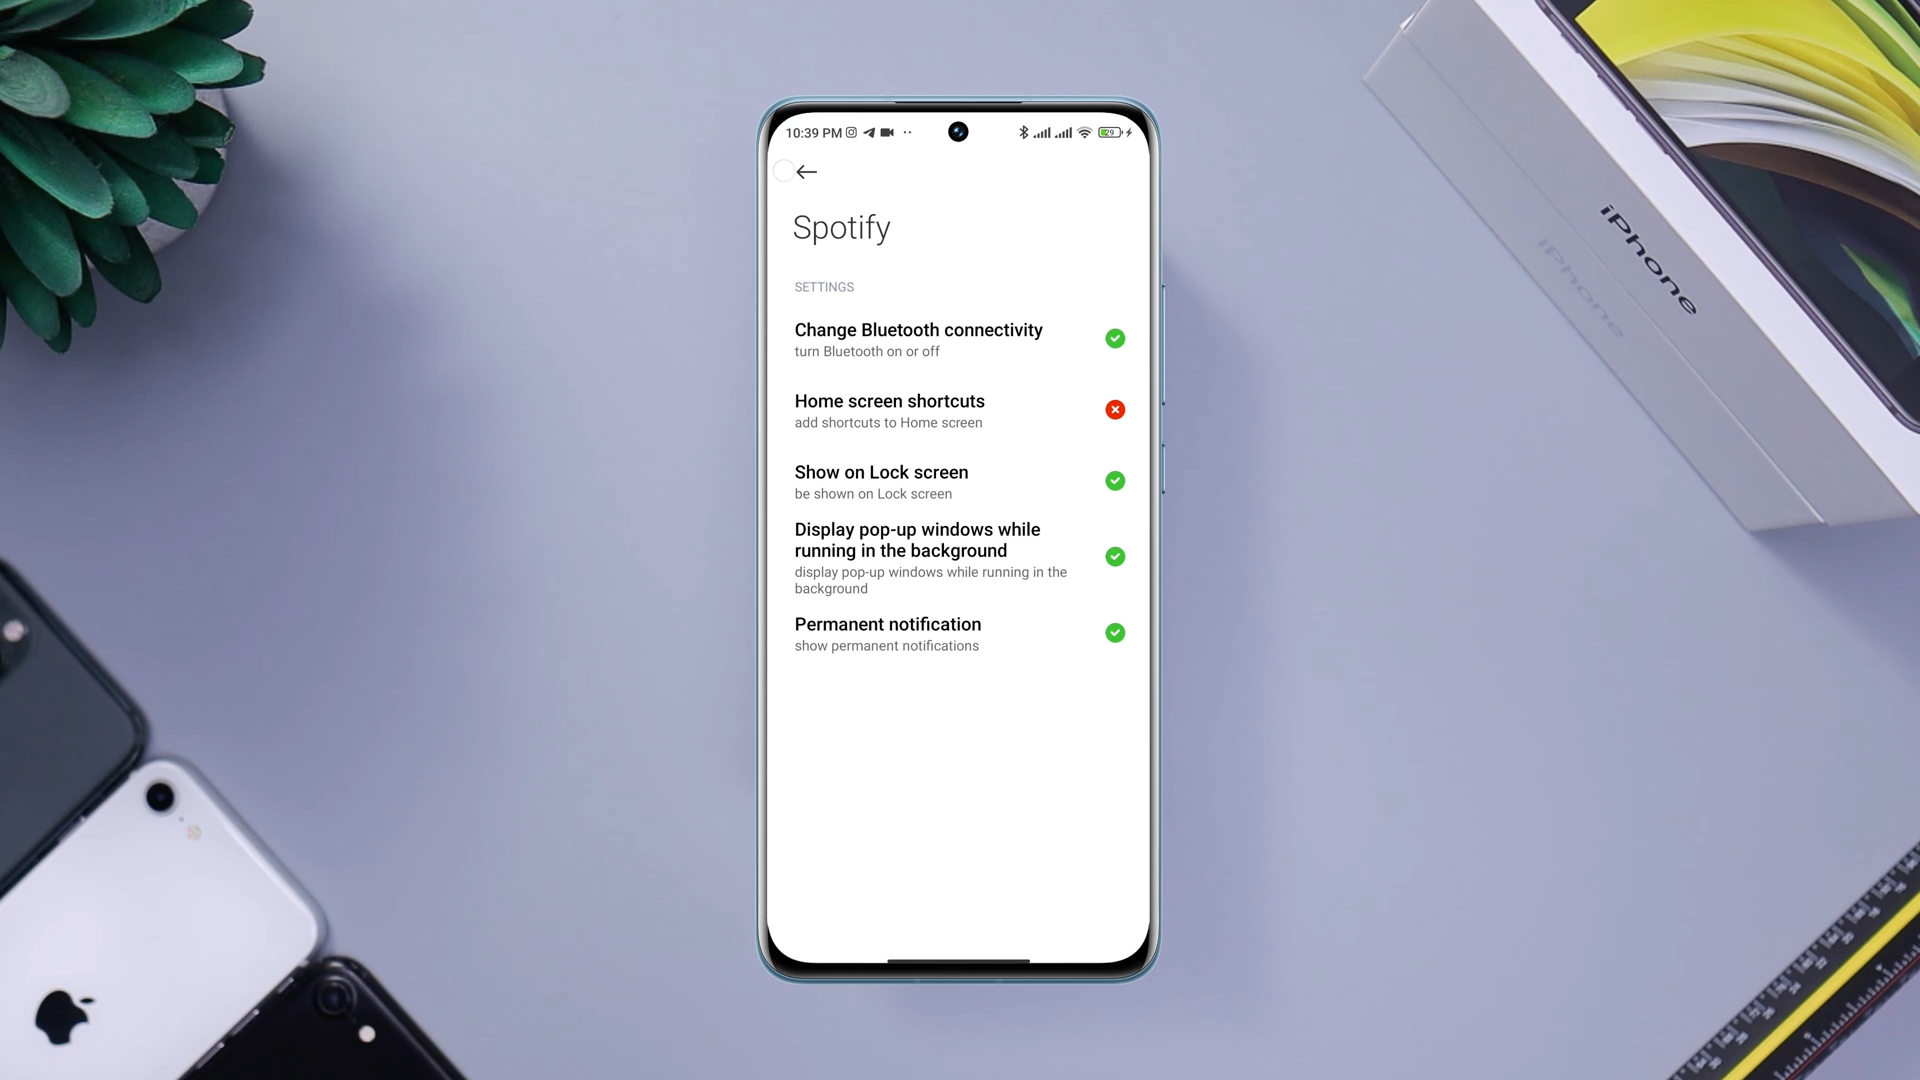 10:39 PM
29
Spotify
SETTINGS
Change Bluetooth connectivity
turn Bluetooth on or off
Home screen shortcuts
add shortcuts to Home screen
Show on Lock screen
be shown on Lock screen
Display pop-up windows while
running in the background
display pop-up windows while running in the
background
Permanent notification
show permanent notifications
iPhone